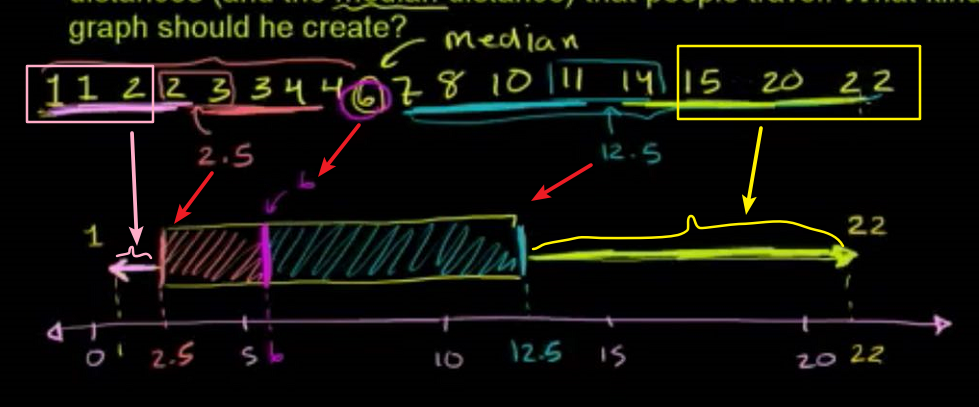 distances (and the median distance) that people travel. What kind
graph should he create?
median
1 1 2 2 3 3 4 4 6 7 8 10 11 14 15 20 22
2.5 6 12.5
1 22
0 1 2.5 5 6 10 12.5 15 20 22